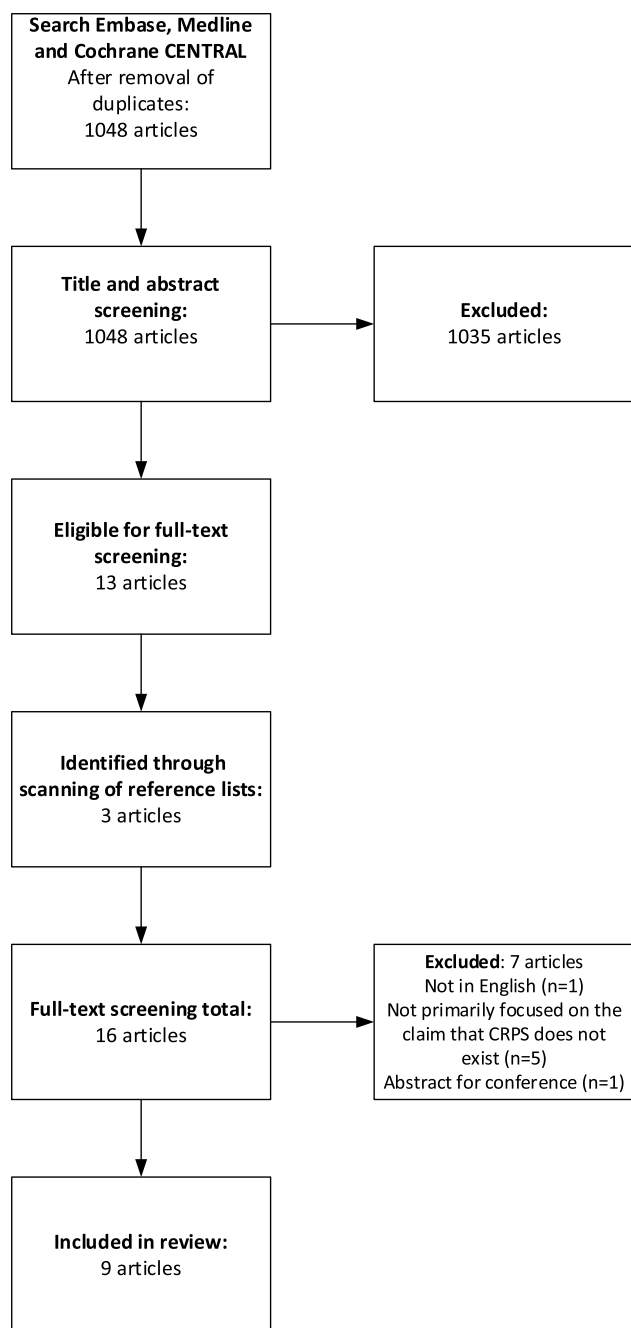 Search Embase, Medline
and Cochrane CENTRAL
After removal of
duplicates:
1048 articles
Title and abstract
screening:
1048 articles
Excluded:
1035 articles
Eligible for full-text
screening:
13 articles
Identified through
scanning of reference lists:
3 articles
Full-text screening total:
16 articles
Excluded: 7 articles
Not in English (n=1)
Not primarily focused on the
claim that CRPS does not
exist (n=5)
Abstract for conference (n=1)
Included in review:
9 articles